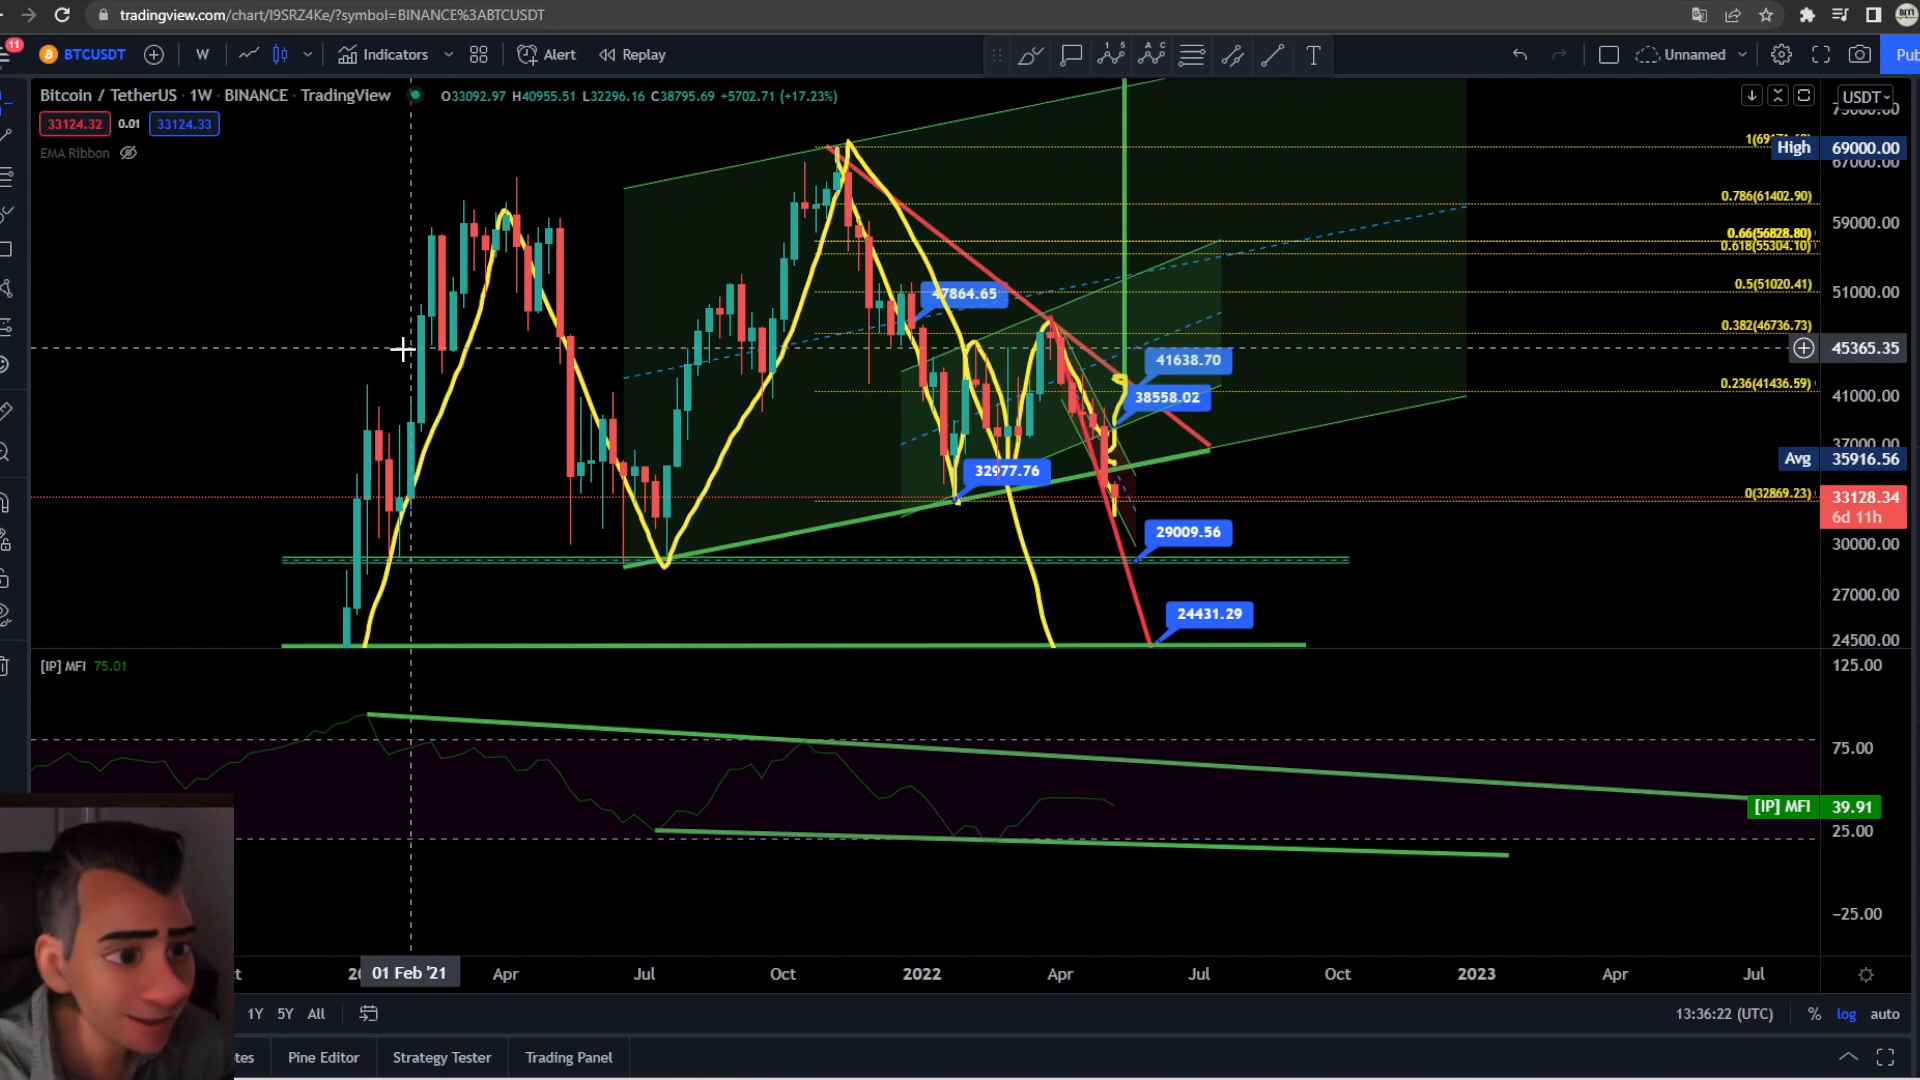 tradingview.com/chart/I9SRZ4Ke/?symbol=BINANCE%3ABTCUSDT
11
BTCUSDT W Indicators Alert Replay Unnamed Pub
Bitcoin / TetherUS · 1W · BINANCE · TradingView O33092.97 H40955.51 L32296.16 C38795.69 +5702.71 (+17.23%)
USDT
33124.32 0.01 33124.33
EMA Ribbon
High 69000.00
67000.00
0.786(61402.90)
59000.00
0.66(56828.80)
0.618(55304.10)
0.5(51020.41)
51000.00
47864.65
0.382(46736.73)
45365.35
41638.70
0.236(41436.59)
41000.00
38558.02
37000.00
Avg 35916.56
32977.76
0(32869.23)
33128.34
6d 11h
29009.56
30000.00
27000.00
24431.29
24500.00
[IP] MFI 75.01
125.00
75.00
[IP] MFI 39.91
25.00
−25.00
01 Feb '21 Apr Jul Oct 2022 Apr Jul Oct 2023 Apr Jul
1Y 5Y All
13:36:22 (UTC) % log auto
Pine Editor Strategy Tester Trading Panel